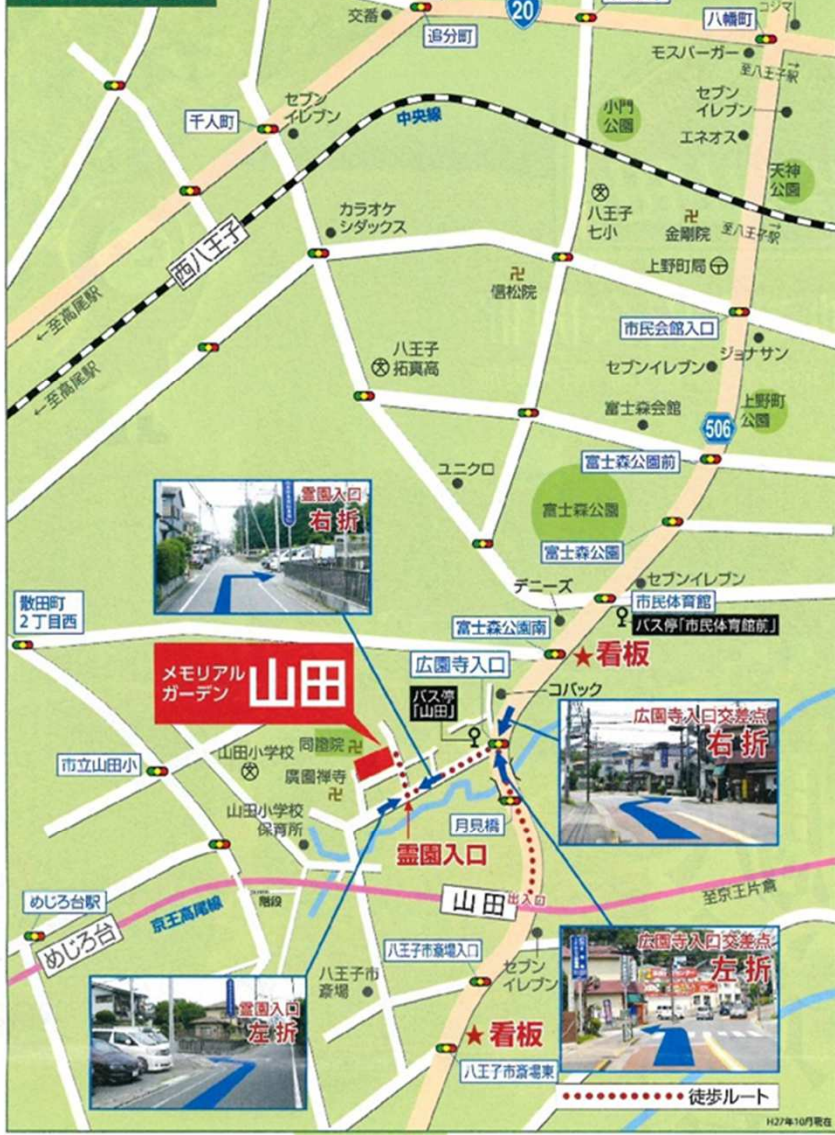 コジマ
交番
20
追分町
八幡町
モスバーガー
至八王子駅
セブン
イレブン
エネオス
小門
公園
天神
公園
千人町
セブン
イレブン
中央線
カラオケ
シダックス
西八王子
八王子
七小
金剛院
至八王子駅
上野町局
信松院
←至高尾駅
←至高尾駅
市民会館入口
ジョナサン
セブンイレブン
八王子
拓真高
富士森会館
上野町
公園
506
富士森公園前
ユニクロ
富士森公園
富士森公園
霊園入口
右折
デニーズ
セブンイレブン
市民体育館
バス停「市民体育館前」
散田町
2丁目西
富士森公園南
★看板
広園寺入口
メモリアル
ガーデン
山田
バス停
「山田」
コバック
広園寺入口交差点
右折
山田小学校
同證院
市立山田小
廣園禅寺
山田小学校
保育所
月見橋
霊園入口
山田
出入口
至京王片倉
階段
めじろ台駅
京王高尾線
めじろ台
八王子市斎場入口
セブン
イレブン
八王子市
斎場
広園寺入口交差点
左折
霊園入口
左折
★看板
八王子市斎場東
徒歩ルート
H27年10月現在